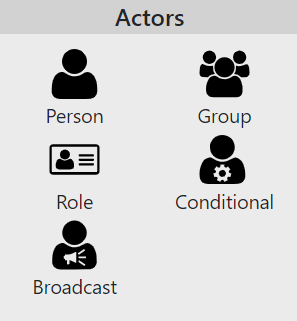 Actors
Person
Group
Role
Conditional
Broadcast